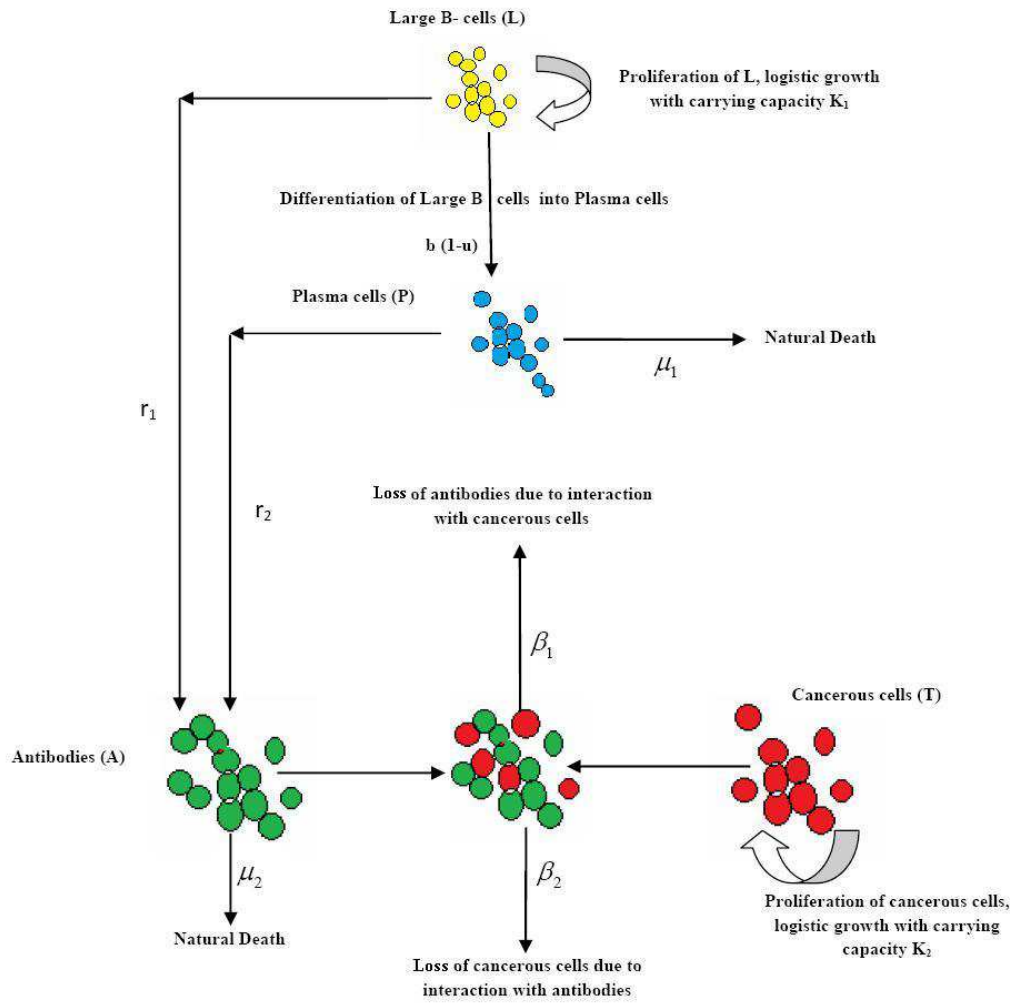 Large B- cells (L)
Proliferation of L, logistic growth
with carrying capacity K₁
Differentiation of Large B cells into Plasma cells
b (1-u)
Plasma cells (P)
Natural Death
μ₁
r₁
r₂
Loss of antibodies due to interaction
with cancerous cells
β₁
Cancerous cells (T)
Antibodies (A)
μ₂
β₂
Natural Death
Proliferation of cancerous cells,
logistic growth with carrying
capacity K₂
Loss of cancerous cells due to
interaction with antibodies